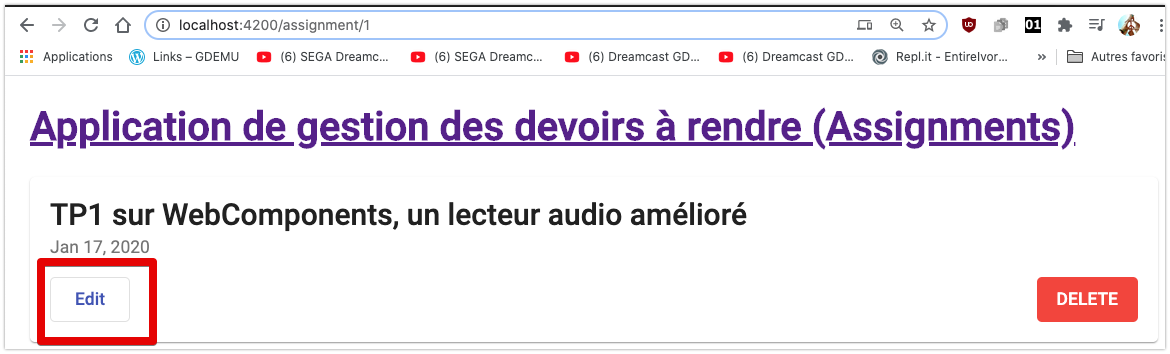 localhost:4200/assignment/1
01
Applications Links – GDEMU (6) SEGA Dreamc... (6) SEGA Dreamc... (6) Dreamcast GD... (6) Dreamcast GD... Repl.it - EntireIvor... » Autres favoris
Application de gestion des devoirs à rendre (Assignments)
TP1 sur WebComponents, un lecteur audio amélioré
Jan 17, 2020
Edit DELETE